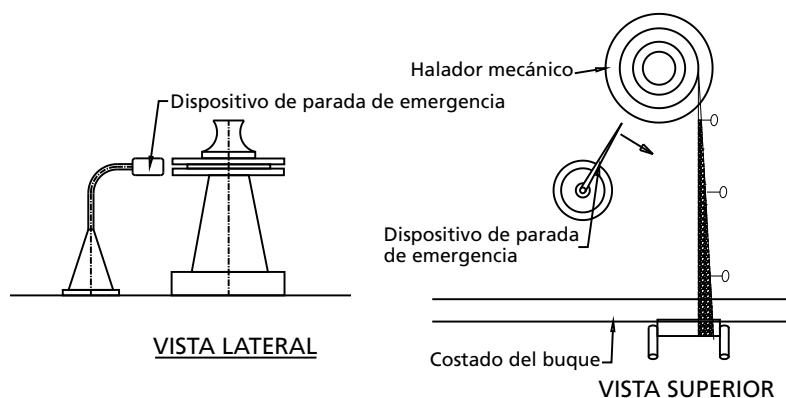 Dispositivo de parada de emergencia
VISTA LATERAL
Halador mecánico
Dispositivo de parada
de emergencia
Costado del buque
VISTA SUPERIOR